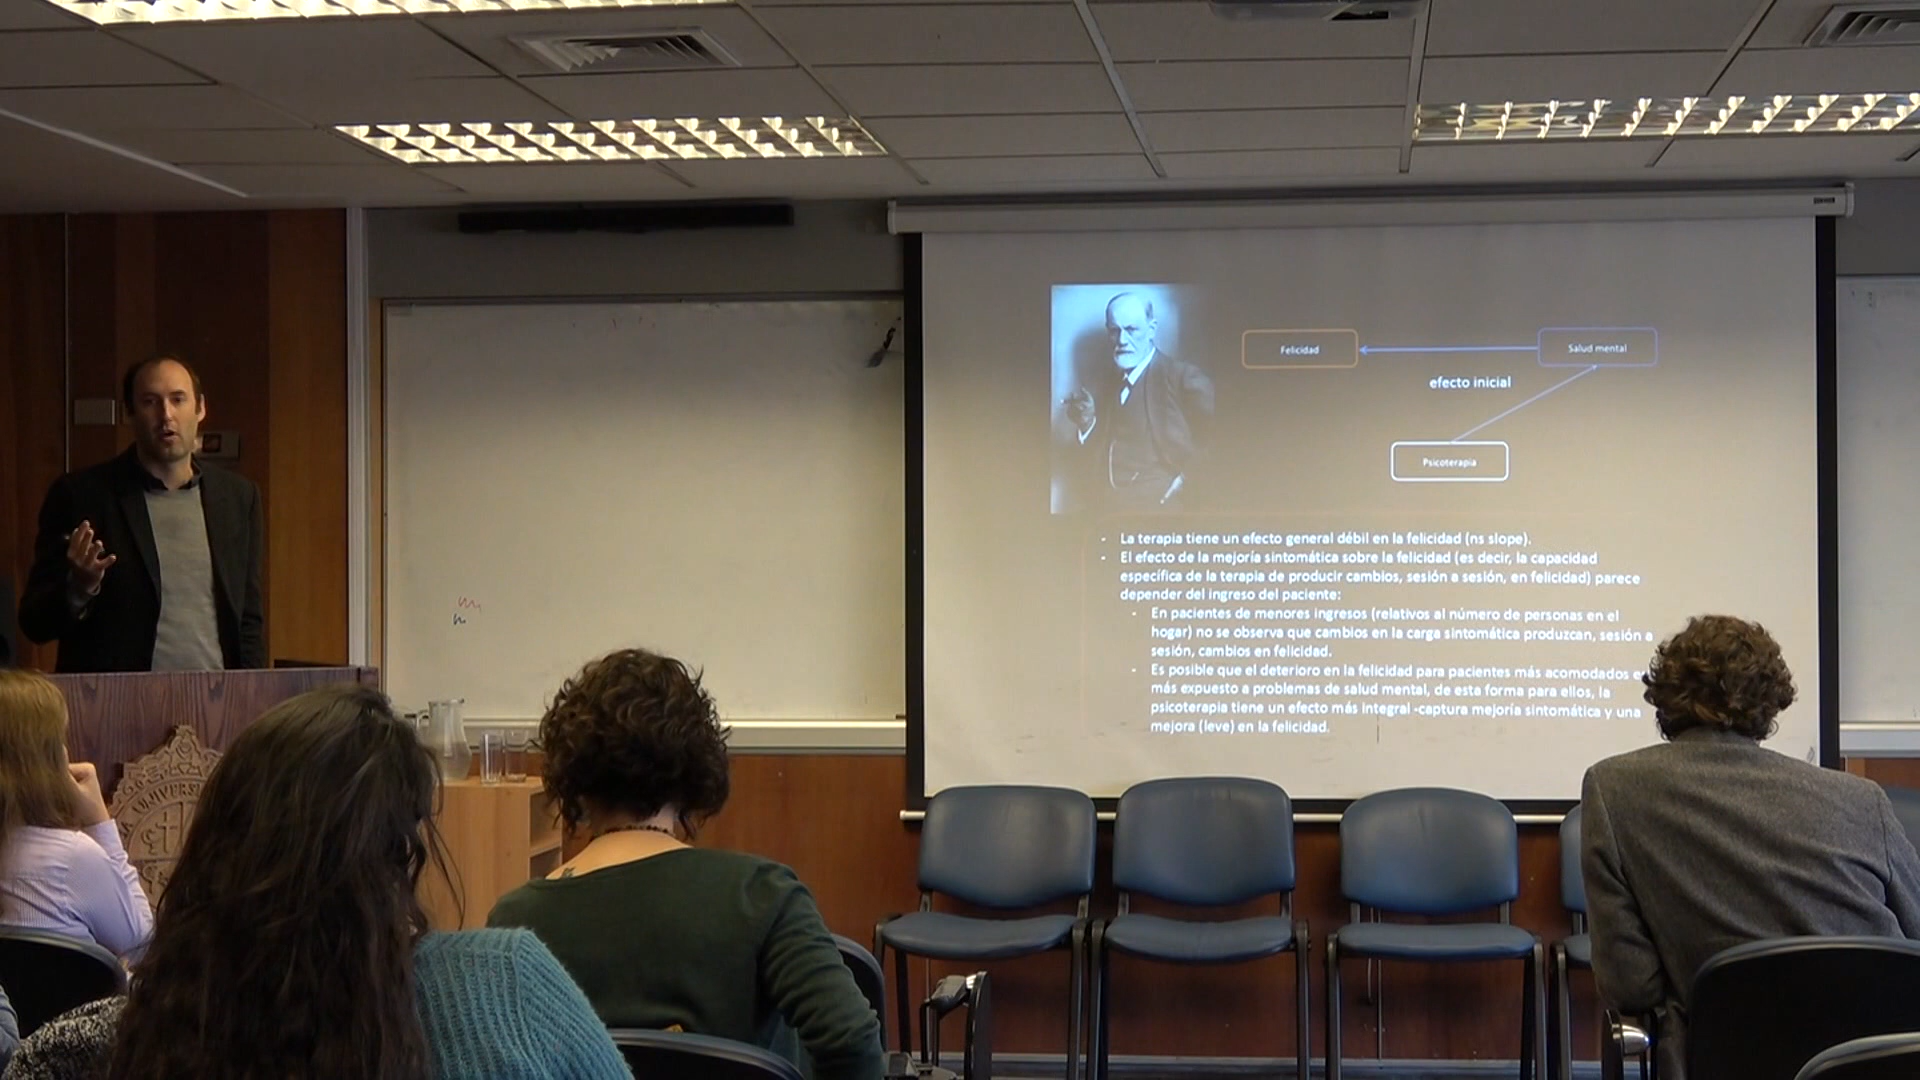 Felicidad
Salud mental
efecto inicial
Psicoterapia
- La terapia tiene un efecto general débil en la felicidad (ns slope).
- El efecto de la mejoría sintomática sobre la felicidad (es decir, la capacidad
específica de la terapia de producir cambios, sesión a sesión, en felicidad) parece
depender del ingreso del paciente:
- En pacientes de menores ingresos (relativos al número de personas en el
hogar) no se observa que cambios en la carga sintomática produzcan, sesión a
sesión, cambios en felicidad.
- Es posible que el deterioro en la felicidad para pacientes más acomodados
más expuesto a problemas de salud mental, de esta forma para ellos, la
psicoterapia tiene un efecto más integral -captura mejoría sintomática y una
mejora (leve) en la felicidad.